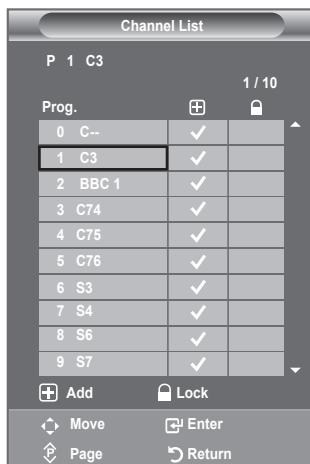 Channel List
P 1 C3
1 / 10
Prog.
0 C--
1 C3
2 BBC 1
3 C74
4 C75
5 C76
6 S3
7 S4
8 S6
9 S7
Add Lock
Move Enter
P Page Return